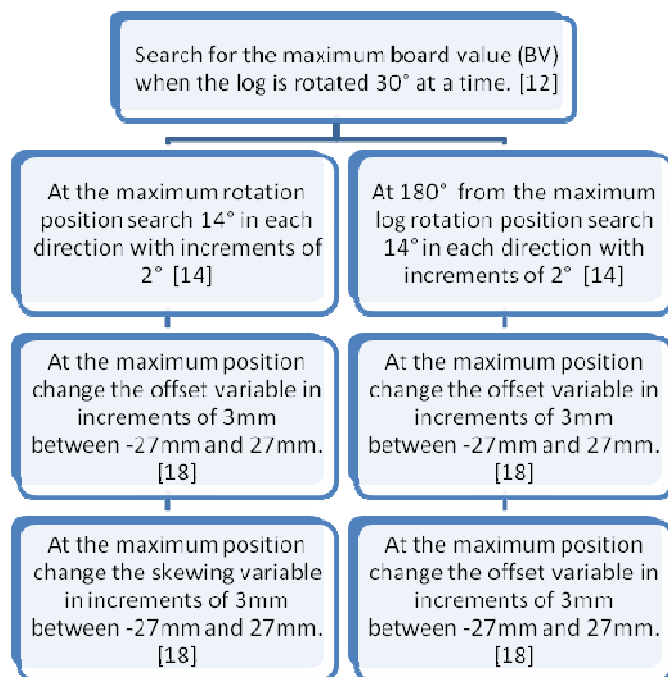 Search for the maximum board value (BV)
when the log is rotated 30° at a time. [12]
At the maximum rotation
position search 14° in each
direction with increments of
2° [14]
At 180° from the maximum
log rotation position search
14° in each direction with
increments of 2° [14]
At the maximum position
change the offset variable in
increments of 3mm
between -27mm and 27mm.
[18]
At the maximum position
change the offset variable in
increments of 3mm
between -27mm and 27mm.
[18]
At the maximum position
change the skewing variable
in increments of 3mm
between -27mm and 27mm.
[18]
At the maximum position
change the offset variable in
increments of 3mm
between -27mm and 27mm.
[18]